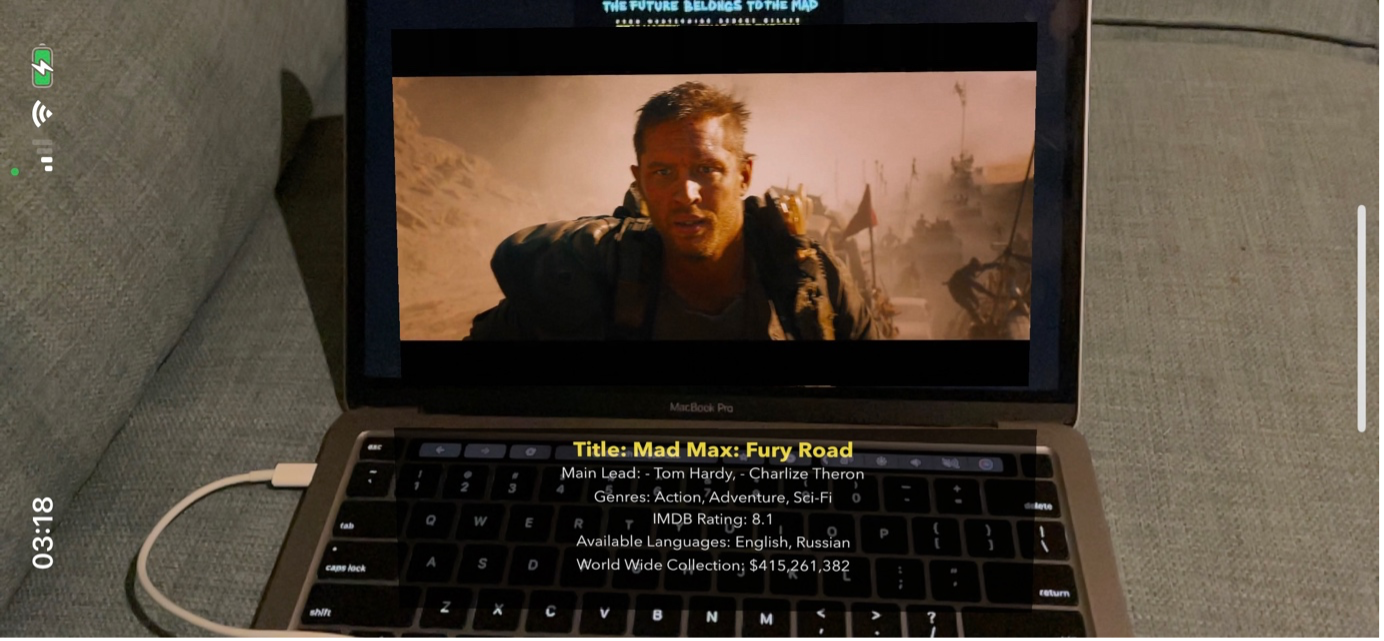 THE FUTURE BELONGS TO THE MAD
MacBook Pro
Title: Mad Max: Fury Road
Main Lead: - Tom Hardy, - Charlize Theron
Genres: Action, Adventure, Sci-Fi
IMDB Rating: 8.1
Available Languages: English, Russian
World Wide Collection: $415,261,382
esc
! 1 2 # 3 4 0 - + delete
tab Q W E R T O P { [ } ] | \
caps lock A S D L : ; "
return
shift Z X C V B N M < , > . ? /
03:18